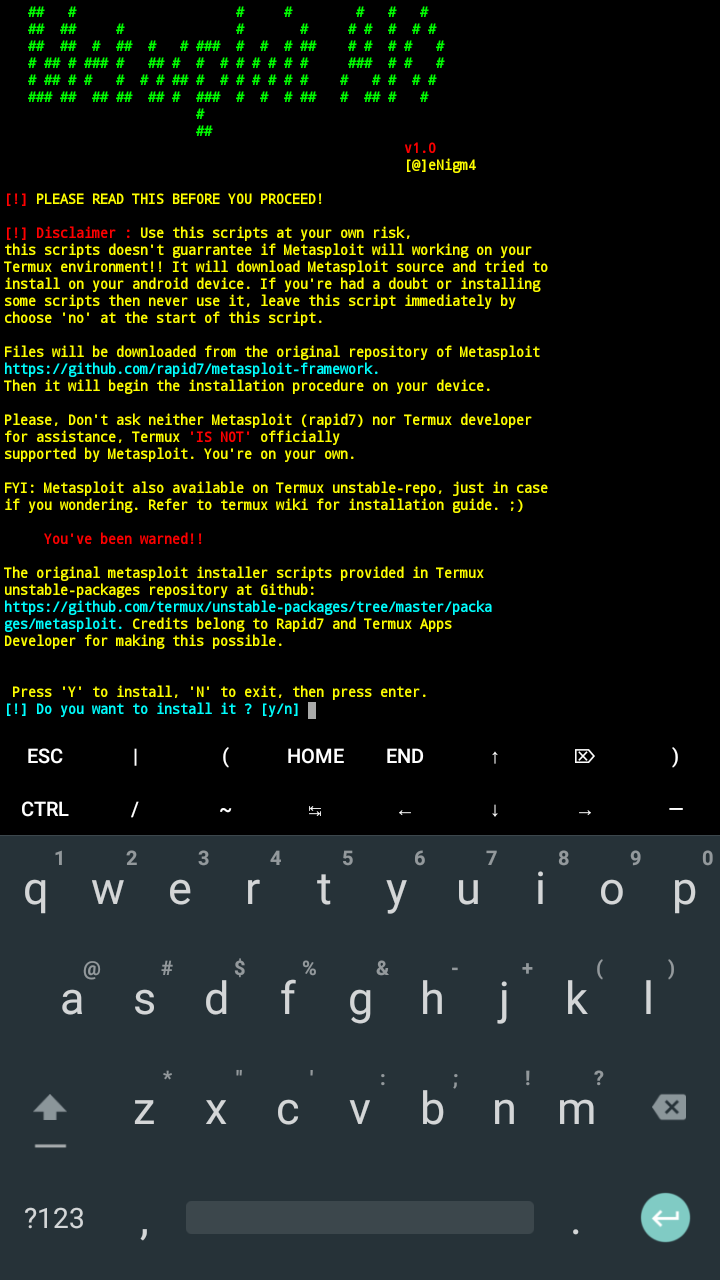 v1.0
[@]eNigm4
[!] PLEASE READ THIS BEFORE YOU PROCEED!
[!] Disclaimer : Use this scripts at your own risk,
this scripts doesn't guarrantee if Metasploit will working on your
Termux environment!! It will download Metasploit source and tried to
install on your android device. If you're had a doubt or installing
some scripts then never use it, leave this script immediately by
choose 'no' at the start of this script.
Files will be downloaded from the original repository of Metasploit
https://github.com/rapid7/metasploit-framework.
Then it will begin the installation procedure on your device.
Please, Don't ask neither Metasploit (rapid7) nor Termux developer
for assistance, Termux 'IS NOT' officially
supported by Metasploit. You're on your own.
FYI: Metasploit also available on Termux unstable-repo, just in case
if you wondering. Refer to termux wiki for installation guide. ;)
You've been warned!!
The original metasploit installer scripts provided in Termux
unstable-packages repository at Github:
https://github.com/termux/unstable-packages/tree/master/packa
ges/metasploit. Credits belong to Rapid7 and Termux Apps
Developer for making this possible.
Press 'Y' to install, 'N' to exit, then press enter.
[!] Do you want to install it ? [y/n]
ESC | ( HOME END ↑ ⌦ )
CTRL / ~ ↹ ← ↓ → —
1 2 3 4 5 6 7 8 9 0
q w e r t y u i o p
@ # $ % & - + ( )
a s d f g h j k l
* " ' : ; ! ?
z x c v b n m
?123 , .